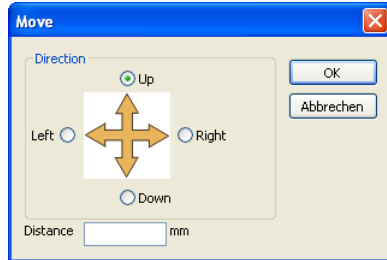 Move
Direction
Up
OK
Abbrechen
Left
Right
Down
Distance
mm